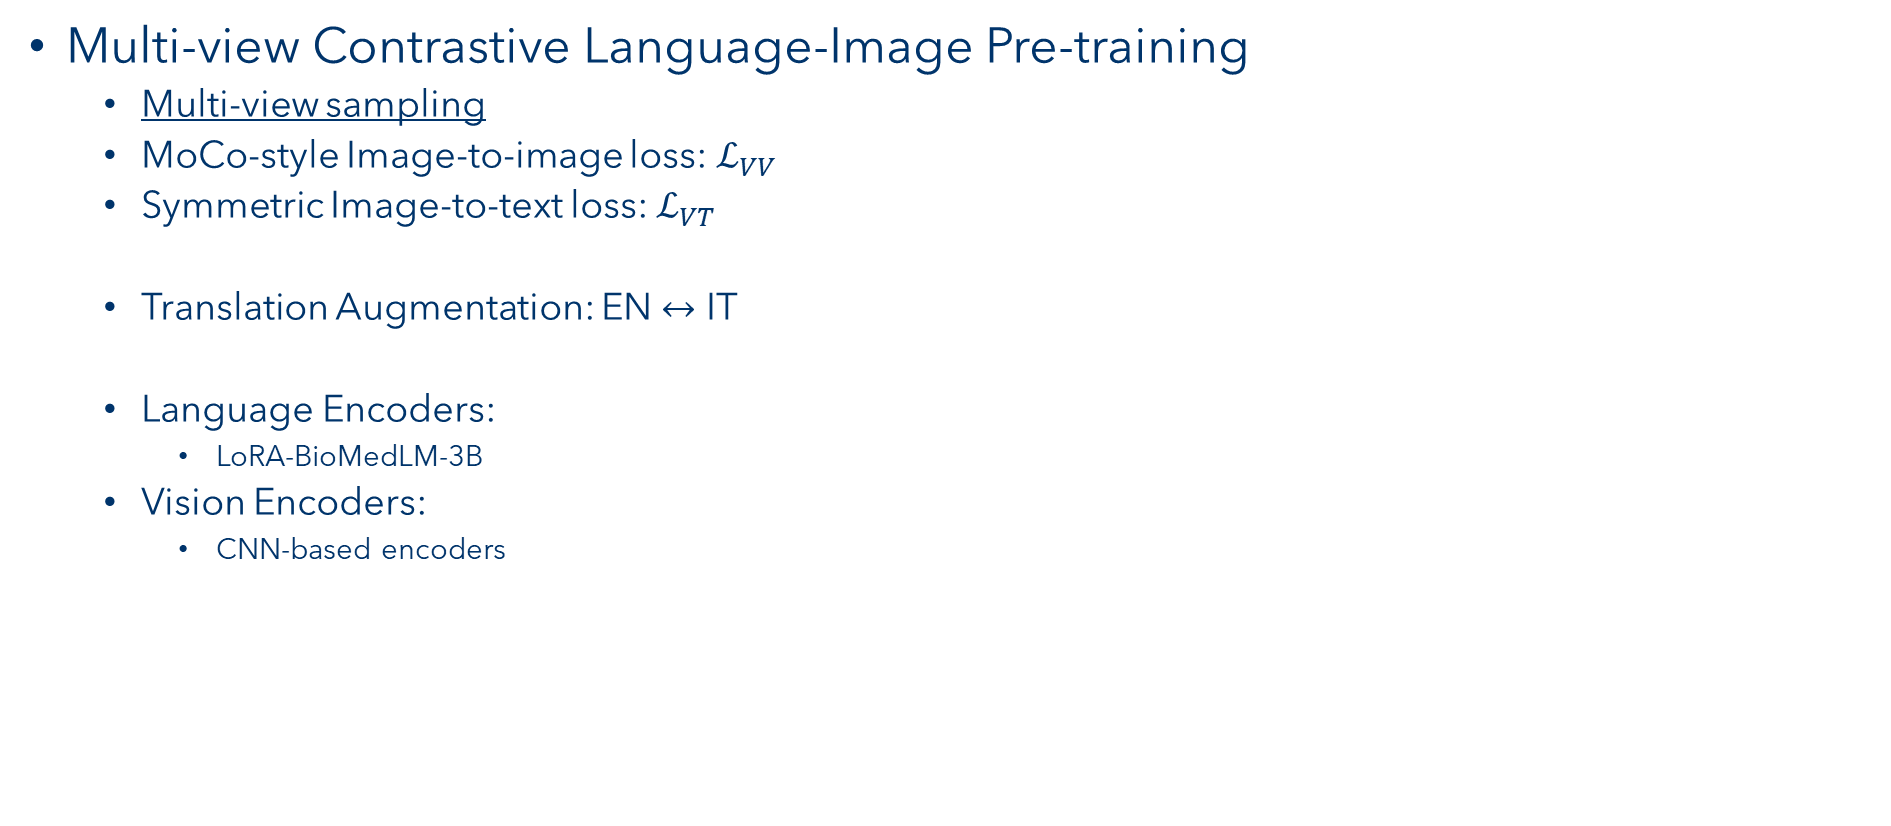 • Multi-view Contrastive Language-Image Pre-training
• Multi-view sampling
• MoCo-style Image-to-image loss: ℒ_VV
• Symmetric Image-to-text loss: ℒ_VT
• Translation Augmentation: EN ↔ IT
• Language Encoders:
• LoRA-BioMedLM-3B
• Vision Encoders:
• CNN-based encoders